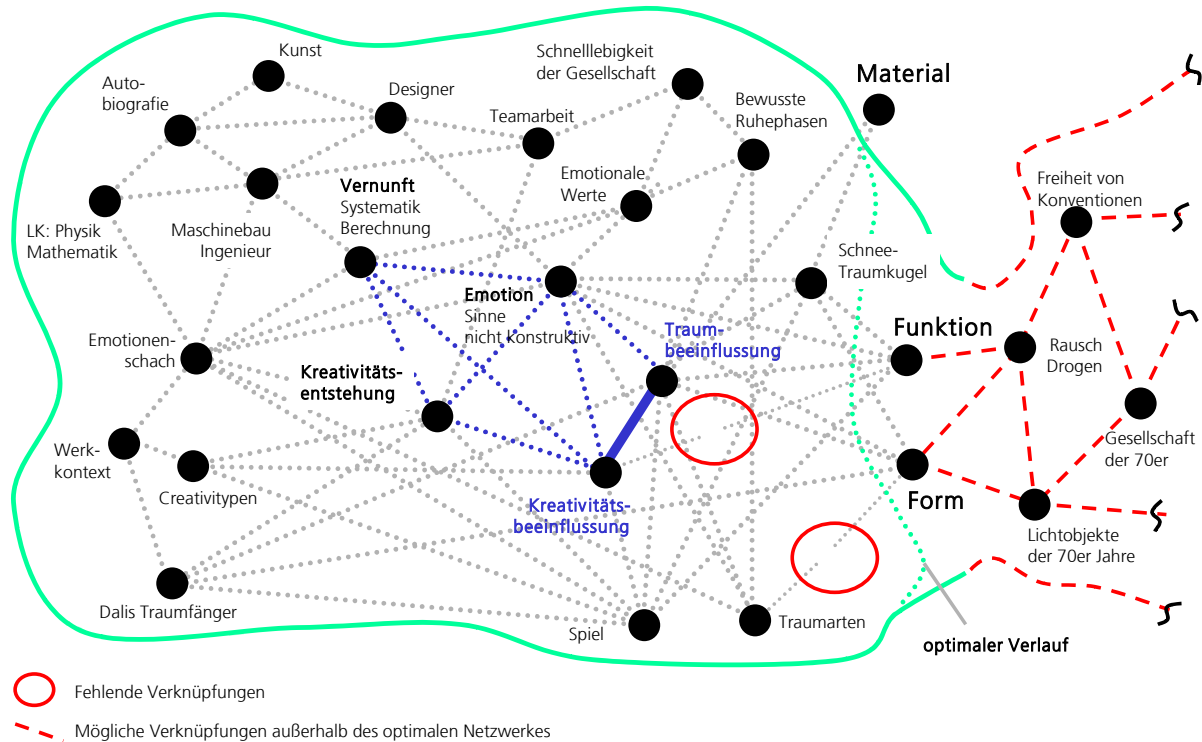 Kunst
Schnelllebigkeit
der Gesellschaft
Auto-
biografie
Designer
Teamarbeit
Material
Bewusste
Ruhephasen
Vernunft
Systematik
Berechnung
Emotionale
Werte
Freiheit von
Konventionen
LK: Physik
Mathematik
Maschinebau
Ingenieur
Schnee-
Traumkugel
Emotion
Sinne
nicht konstruktiv
Traum-
beeinflussung
Funktion
Rausch
Drogen
Emotionen-
schach
Kreativitäts-
entstehung
Gesellschaft
der 70er
Werk-
kontext
Creativitypen
Kreativitäts-
beeinflussung
Form
Lichtobjekte
der 70er Jahre
Dalis Traumfänger
Spiel
Traumarten
optimaler Verlauf
Fehlende Verknüpfungen
Mögliche Verknüpfungen außerhalb des optimalen Netzwerkes